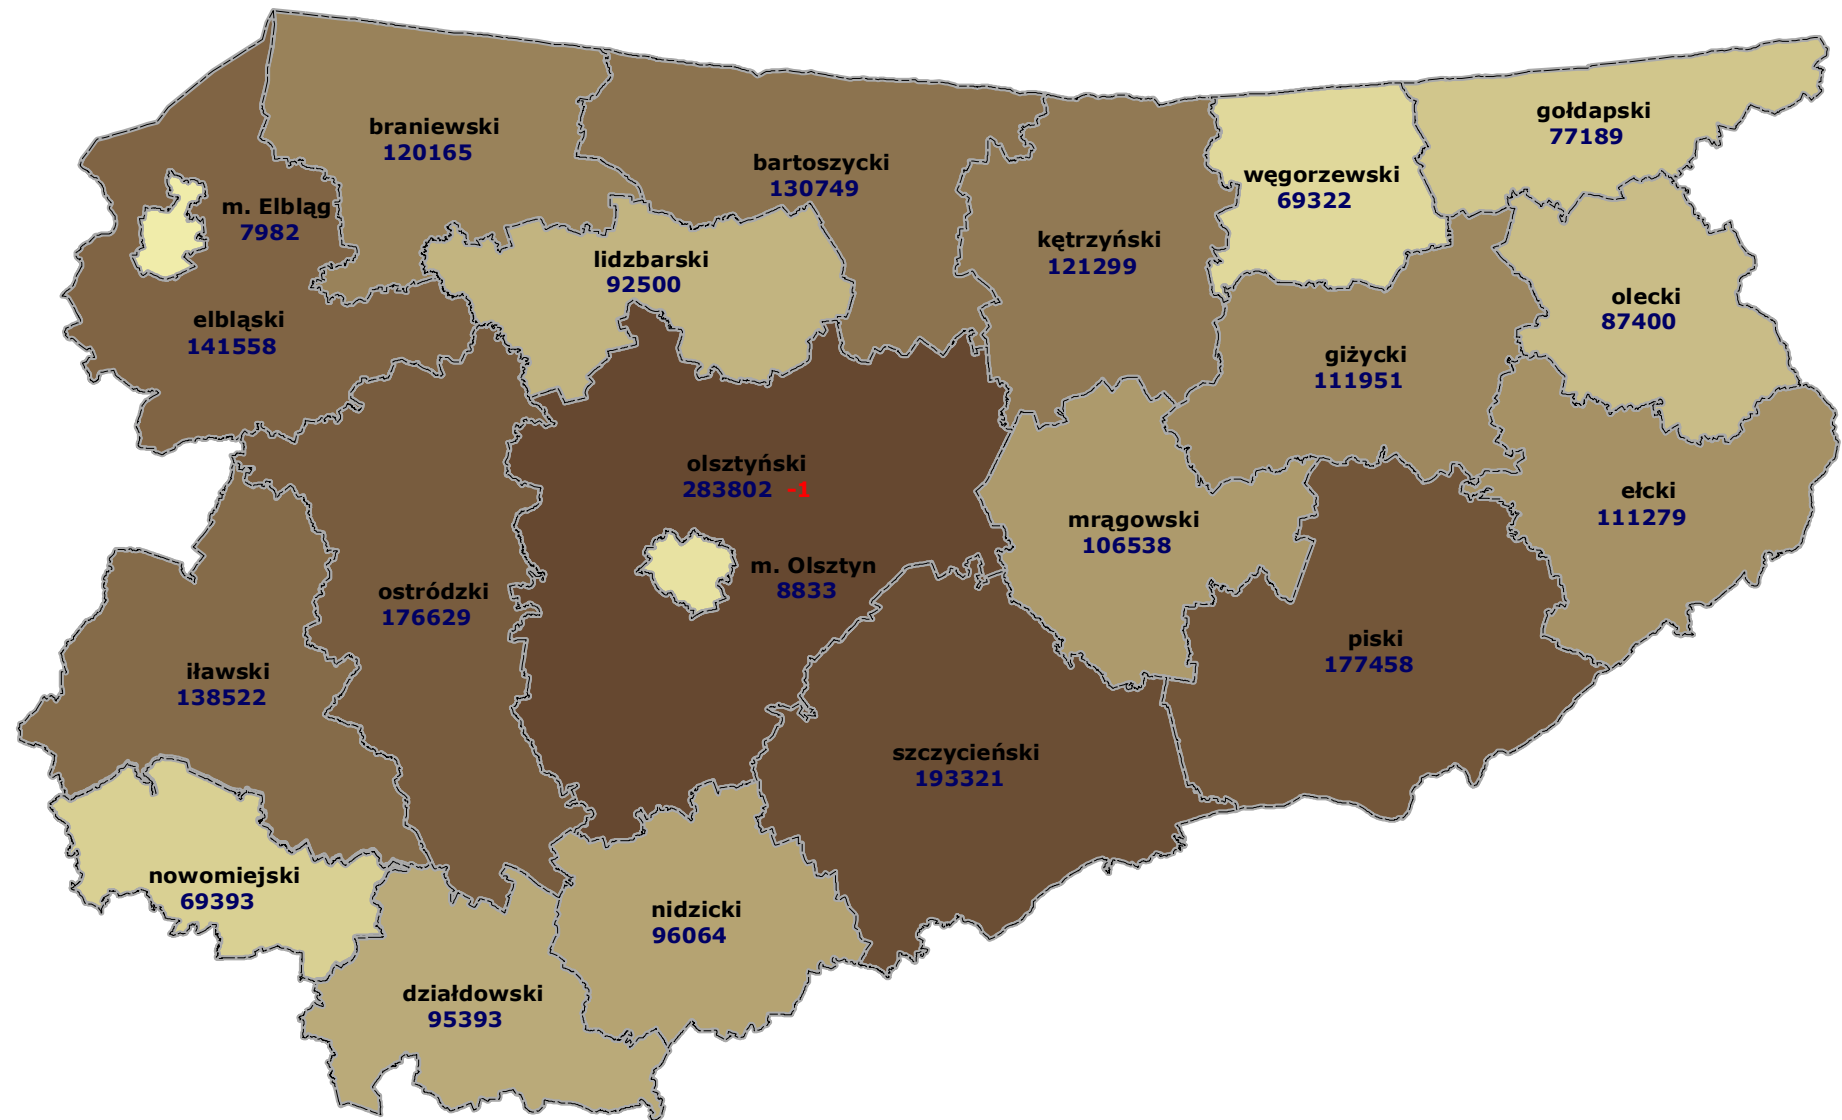 gołdapski
77189
braniewski
120165
bartoszycki
130749
węgorzewski
69322
m. Elbląg
7982
kętrzyński
121299
lidzbarski
92500
olecki
87400
elbląski
141558
giżycki
111951
olsztyński
283802 -1
ełcki
111279
mrągowski
106538
m. Olsztyn
8833
ostródzki
176629
piski
177458
iławski
138522
szczycieński
193321
nowomiejski
69393
nidzicki
96064
działdowski
95393